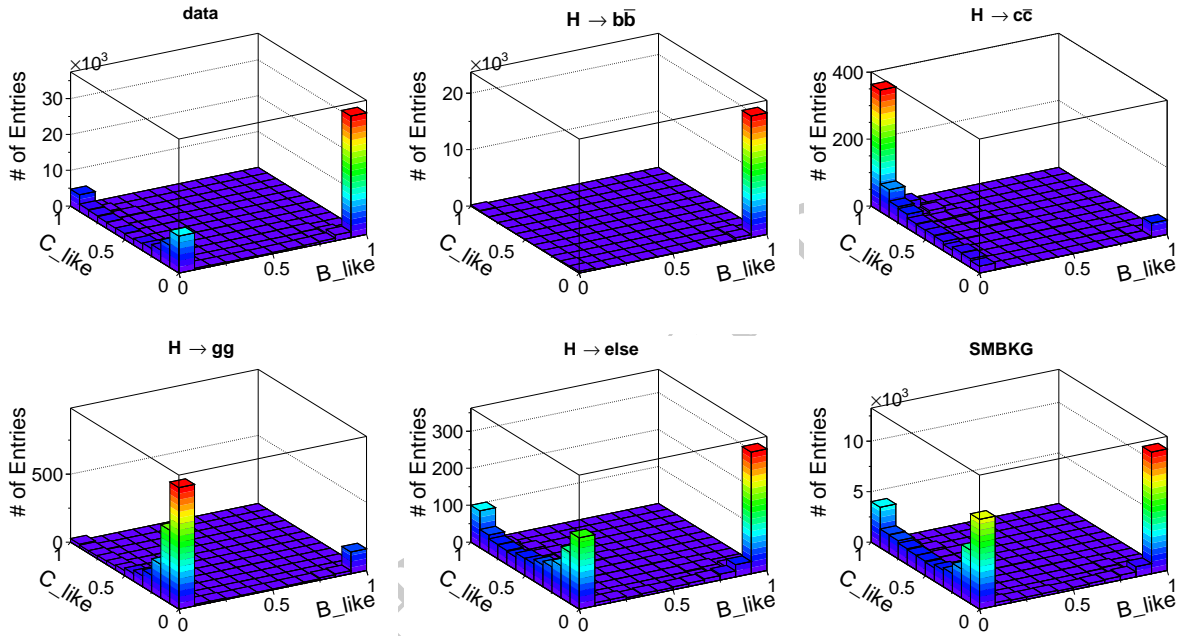 data
×10³
# of Entries
30
20
10
0
1
C_like
0.5
0
0
0.5
B_like
1
H → bb̅
×10³
# of Entries
20
10
0
1
C_like
0.5
0
0
0.5
B_like
1
H → cc̅
# of Entries
400
200
0
1
C_like
0.5
0
0
0.5
B_like
1
H → gg
# of Entries
500
0
1
C_like
0.5
0
0
0.5
B_like
1
H → else
# of Entries
300
200
100
0
1
C_like
0.5
0
0
0.5
B_like
1
SMBKG
×10³
# of Entries
10
5
0
1
C_like
0.5
0
0
0.5
B_like
1